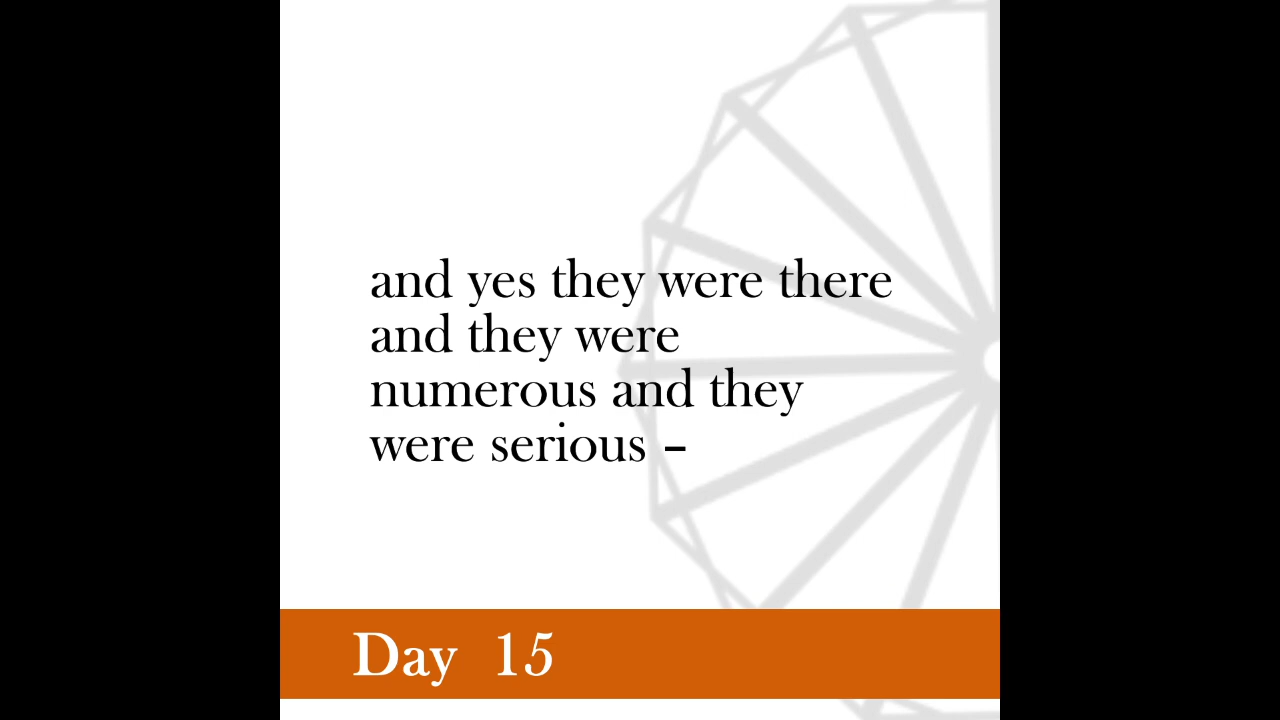 and yes they were there
and they were
numerous and they
were serious –
Day 15